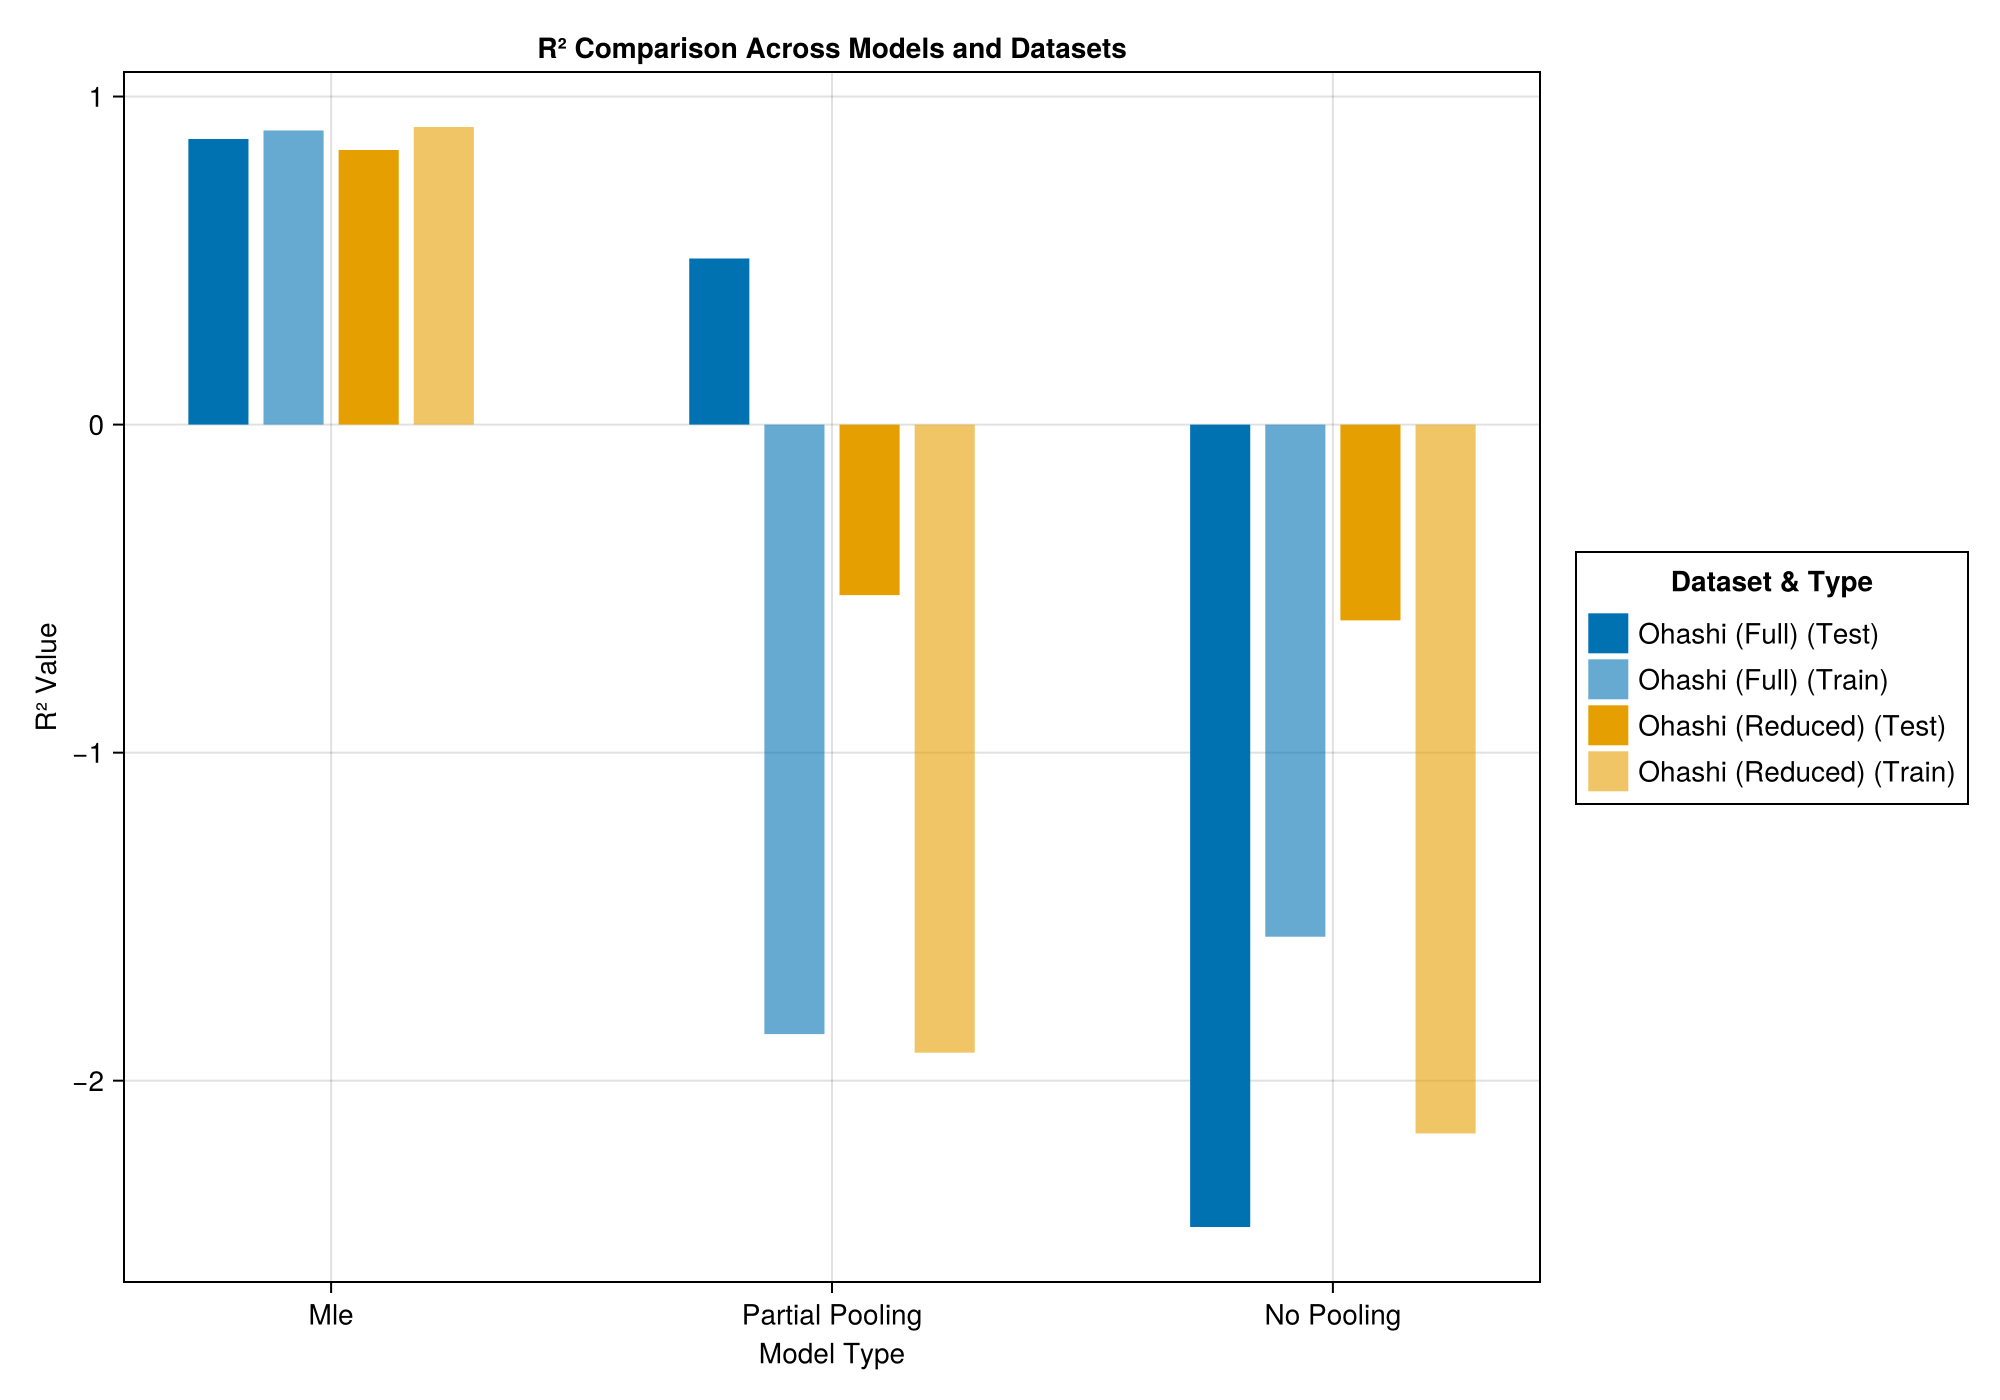 R² Comparison Across Models and Datasets
R² Value
1
0
−1
−2
Mle
Partial Pooling
No Pooling
Model Type
Dataset & Type
Ohashi (Full) (Test)
Ohashi (Full) (Train)
Ohashi (Reduced) (Test)
Ohashi (Reduced) (Train)